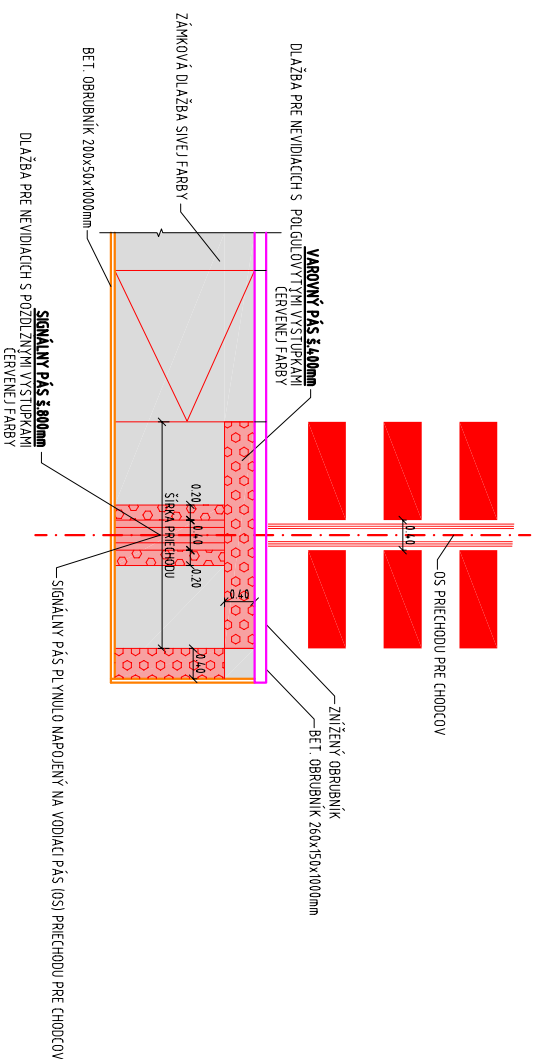 ZÁMKOVÁ DLAŽBA SIVEJ FARBY
BET. OBRUBNÍK 200x50x1000mm
VAROVNÝ PÁS š.400mm
DLAŽBA PRE NEVIDIACICH S POLGUĽOVÝTÝMI VÝSTUPKAMI
ČERVENEJ FARBY
SIGNÁLNY PÁS š.800mm
DLAŽBA PRE NEVIDIACICH S POZDĹŽNYMI VÝSTUPKAMI
ČERVENEJ FARBY
0.20
0.40
0.20
ŠÍRKA PRIECHODU
0.40
0.40
0.40
OS PRIECHODU PRE CHODCOV
ZNÍŽENÝ OBRUBNÍK
BET. OBRUBNÍK 260x150x1000mm
SIGNÁLNY PÁS PLYNULO NAPOJENÝ NA VODIACI PÁS (OS) PRIECHODU PRE CHODCOV